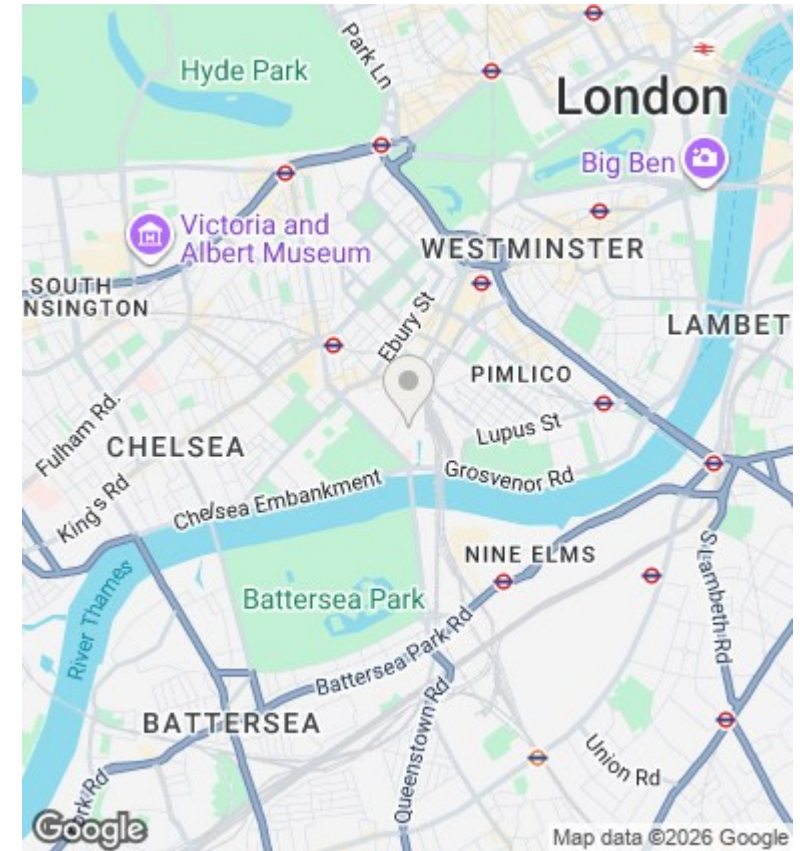 Park Ln
Hyde Park
London
Big Ben
Victoria and
Albert Museum
WESTMINSTER
SOUTH
NSINGTON
Ebury St
LAMBET
PIMLICO
Fulham Rd.
Lupus St
CHELSEA
King's Rd
Grosvenor Rd
Chelsea Embankment
NINE ELMS
S Lambeth Rd
River Thames
Battersea Park
Battersea Park Rd
BATTERSEA
Queenstown Rd
Union Rd
ork Rd
Google
Map data ©2026 Google